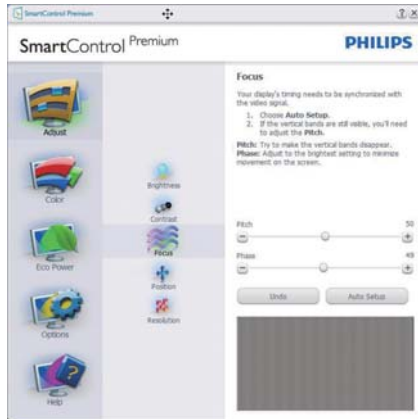 SmartControl Premium
SmartControl Premium
PHILIPS
Adjust
Color
Eco Power
Options
Help
Brightness
Contrast
Focus
Position
Resolution
Focus
Your display's timing needs to be synchronized with
the video signal.
1. Choose Auto Setup.
2. If the vertical bands are still visible, you'll need
to adjust the Pitch.
Pitch: Try to make the vertical bands disappear.
Phase: Adjust to the brightest setting to minimize
movement on the screen.
Pitch 50
Phase 49
Undo Auto Setup